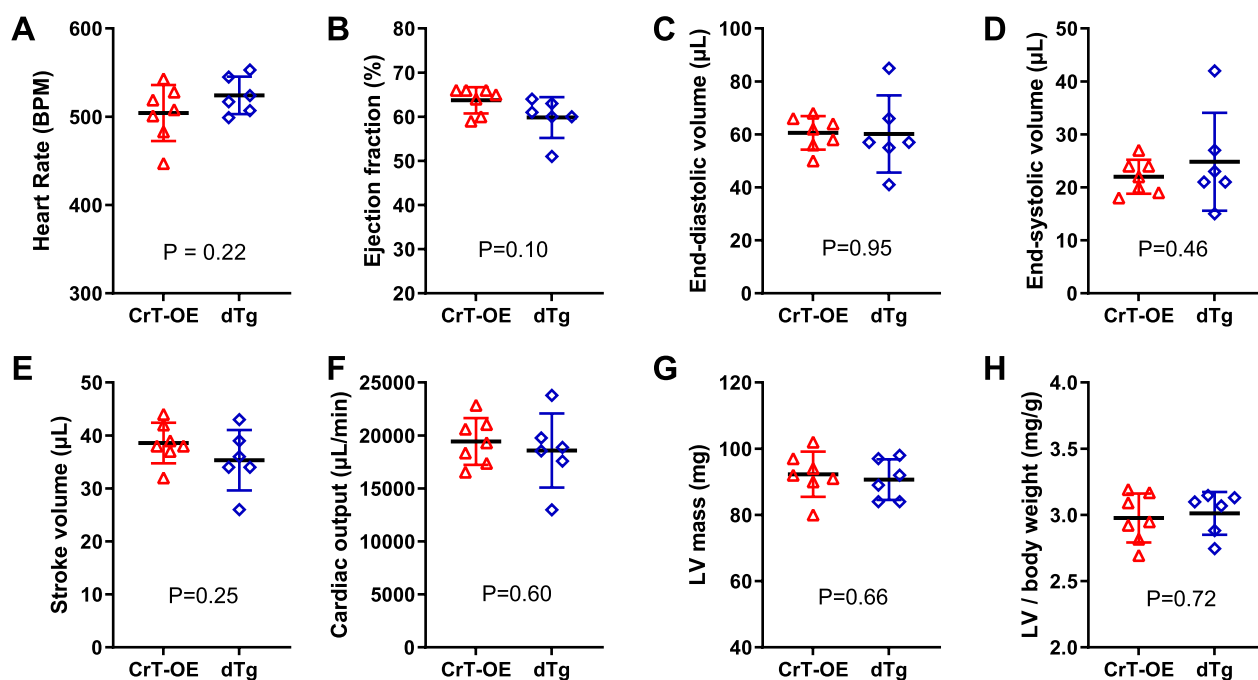 A
Heart Rate (BPM)
600
500
400
300
P = 0.22
CrT-OE
dTg
B
Ejection fraction (%)
80
70
60
50
40
30
20
P=0.10
CrT-OE
dTg
C
End-diastolic volume (µL)
100
80
60
40
20
0
P=0.95
CrT-OE
dTg
D
End-systolic volume (µL)
50
40
30
20
10
0
P=0.46
CrT-OE
dTg
E
Stroke volume (µL)
50
40
30
20
10
0
P=0.25
CrT-OE
dTg
F
Cardiac output (µL/min)
25000
20000
15000
10000
5000
0
P=0.60
CrT-OE
dTg
G
LV mass (mg)
120
100
80
60
40
P=0.66
CrT-OE
dTg
H
LV / body weight (mg/g)
4.0
3.5
3.0
2.5
2.0
P=0.72
CrT-OE
dTg